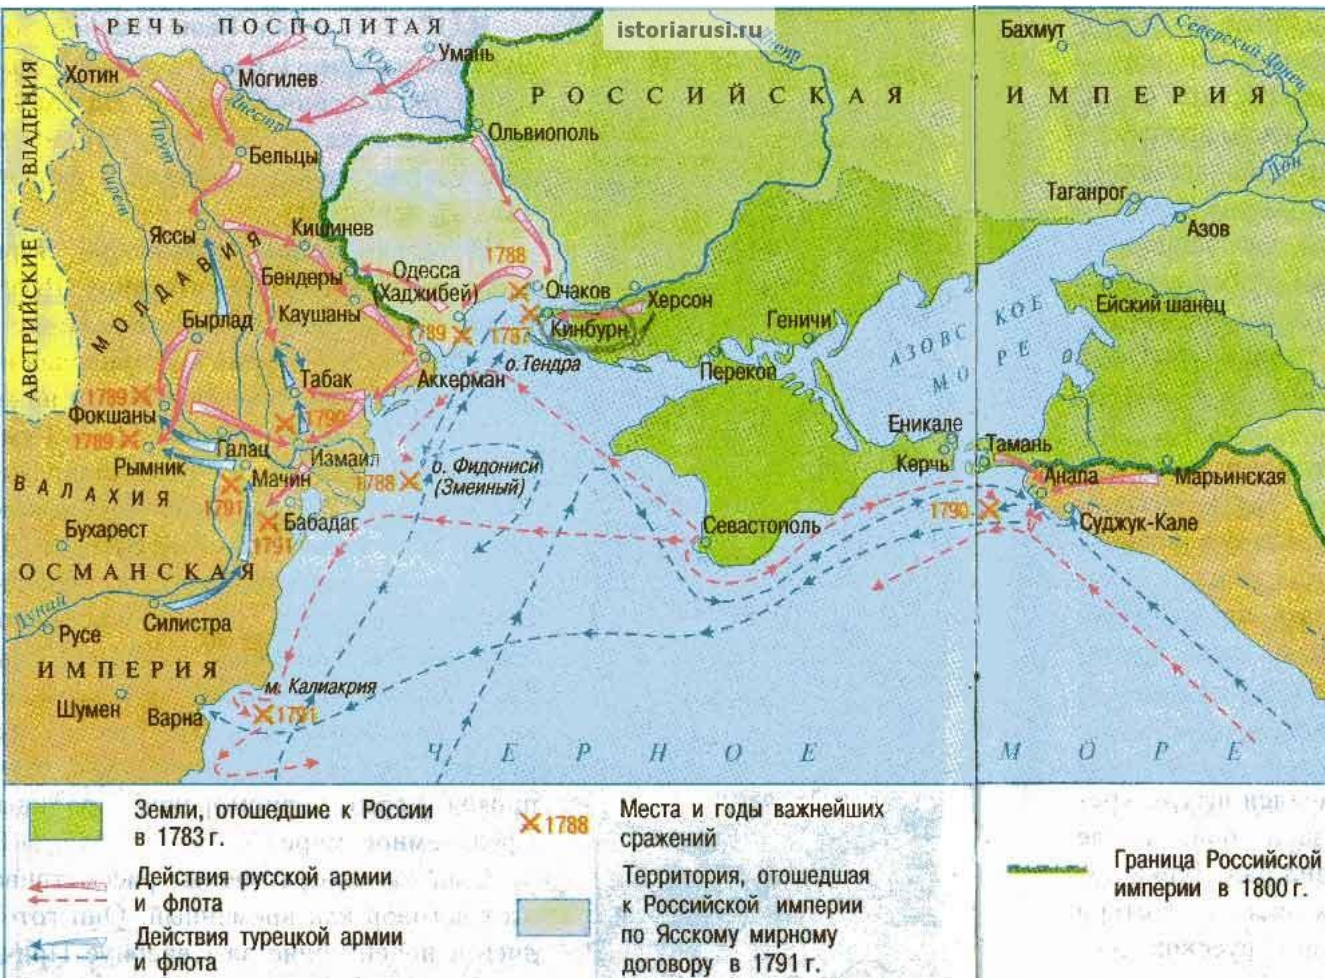 istoriarusi.ru
РЕЧЬ ПОСПОЛИТАЯ
РОССИЙСКАЯ
ИМПЕРИЯ
АВСТРИЙСКИЕ ВЛАДЕНИЯ
Хотин
Могилев
Умань
Бахмут
Северский Донец
Днестр
Прут
Сирет
Ольвиополь
Бельцы
Дон
Таганрог
Азов
Яссы
Кишинев
МОЛДАВИЯ
Бендеры
Одесса
(Хаджибей)
1788
Очаков
Херсон
Ейский шанец
Каушаны
Бырлад
1789
1787
Кинбурн
Геничи
АЗОВСКОЕ
МОРЕ
о. Тендра
Перекоп
Табак
Аккерман
1789
Фокшаны
1790
1789
Рымник
Галац
Измаил
Еникале
Тамань
Керчь
Анапа
Марьинская
ВАЛАХИЯ
Мачин
1788
о. Фидониси
(Змеиный)
1791
Бабадаг
1791
Бухарест
Севастополь
1790
Суджук-Кале
ОСМАНСКАЯ
Дунай
Силистра
Русе
ИМПЕРИЯ
м. Калиакрия
Шумен
Варна
1791
ЧЕРНОЕ
МОРЕ
Земли, отошедшие к России
в 1783 г.
Действия русской армии
и флота
Действия турецкой армии
и флота
1788
Места и годы важнейших
сражений
Территория, отошедшая
к Российской империи
по Ясскому мирному
договору в 1791 г.
Граница Российской
империи в 1800 г.